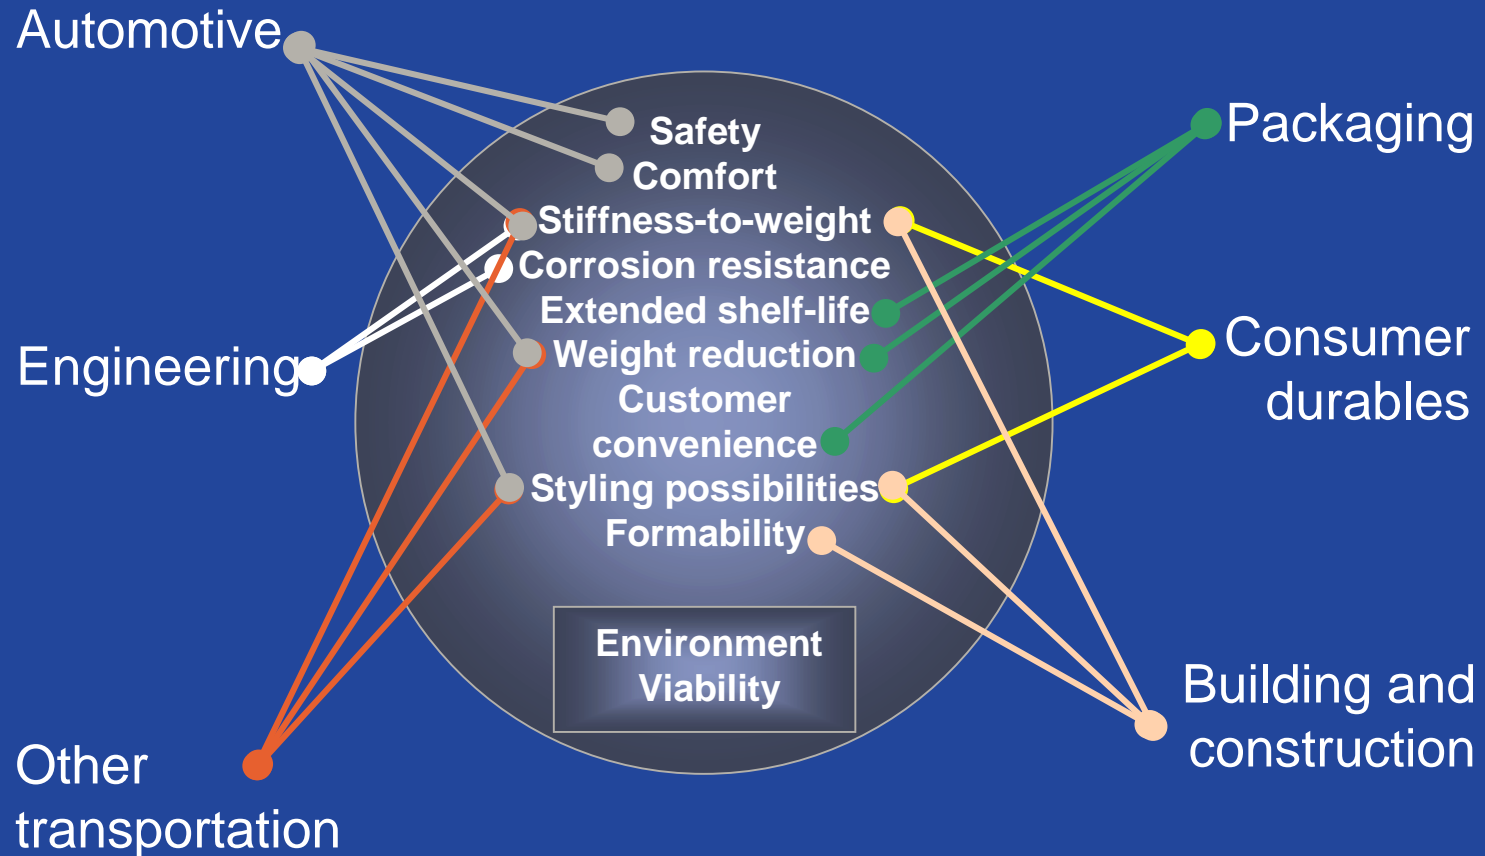 Automotive
Safety
Comfort
Stiffness-to-weight
Corrosion resistance
Extended shelf-life
Weight reduction
Customer
convenience
Styling possibilities
Formability
Environment
Viability
Engineering
Other
transportation
Packaging
Consumer
durables
Building and
construction